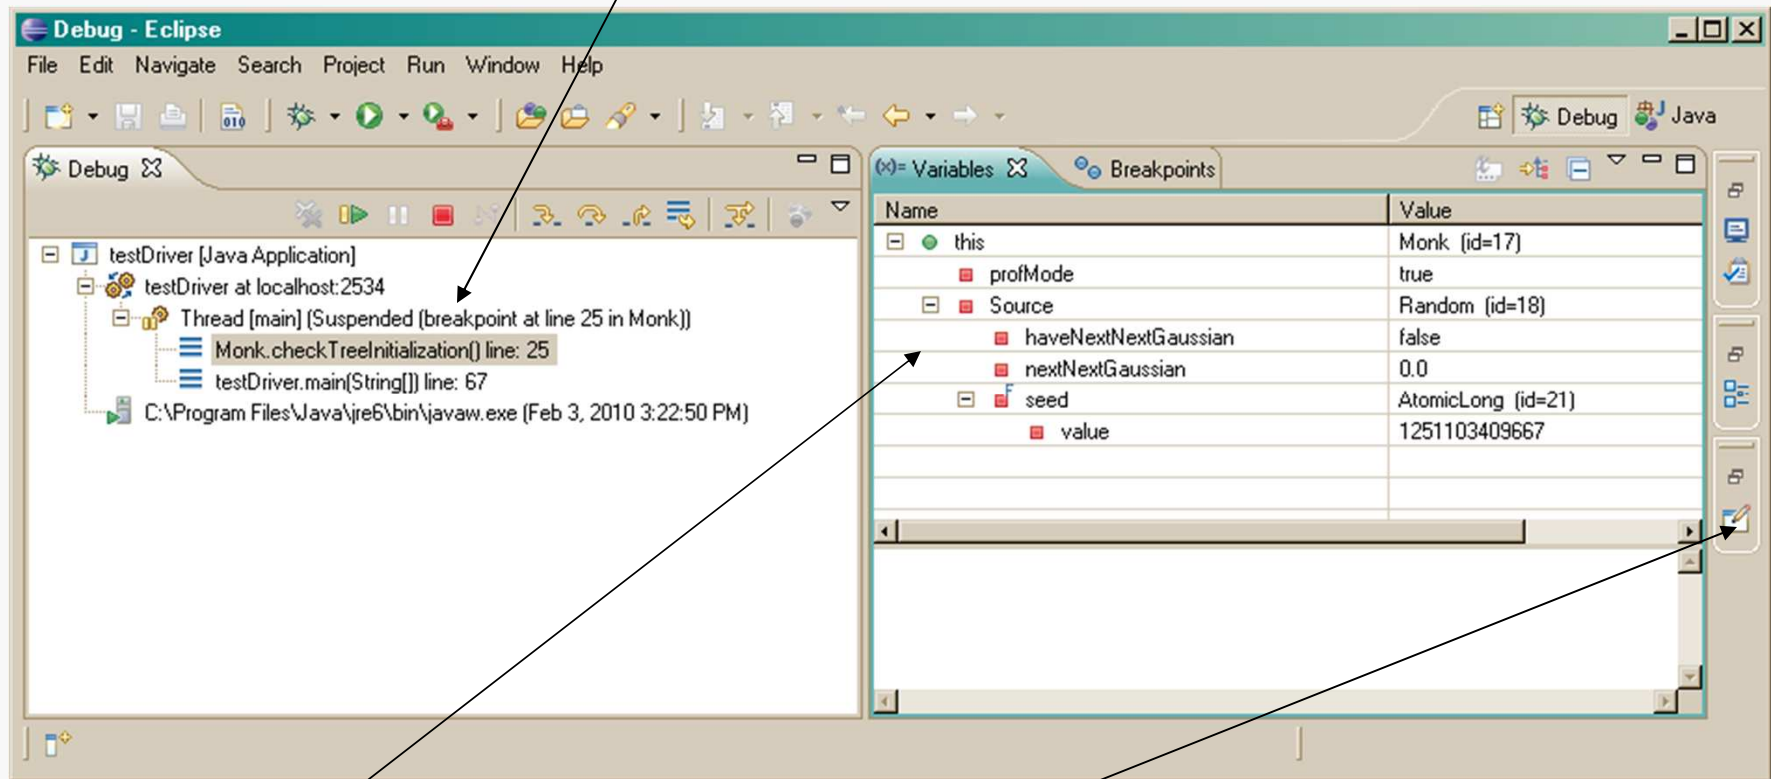 Debug - Eclipse
File Edit Navigate Search Project Run Window Help
010
Debug Java
Debug
(x)= Variables Breakpoints
Name Value
testDriver [Java Application]
testDriver at localhost:2534
Thread [main] (Suspended (breakpoint at line 25 in Monk))
Monk.checkTreeInitialization() line: 25
testDriver.main(String[]) line: 67
C:\Program Files\Java\jre6\bin\javaw.exe (Feb 3, 2010 3:22:50 PM)
this Monk (id=17)
profMode true
Source Random (id=18)
haveNextNextGaussian false
nextNextGaussian 0.0
F seed AtomicLong (id=21)
value 1251103409667